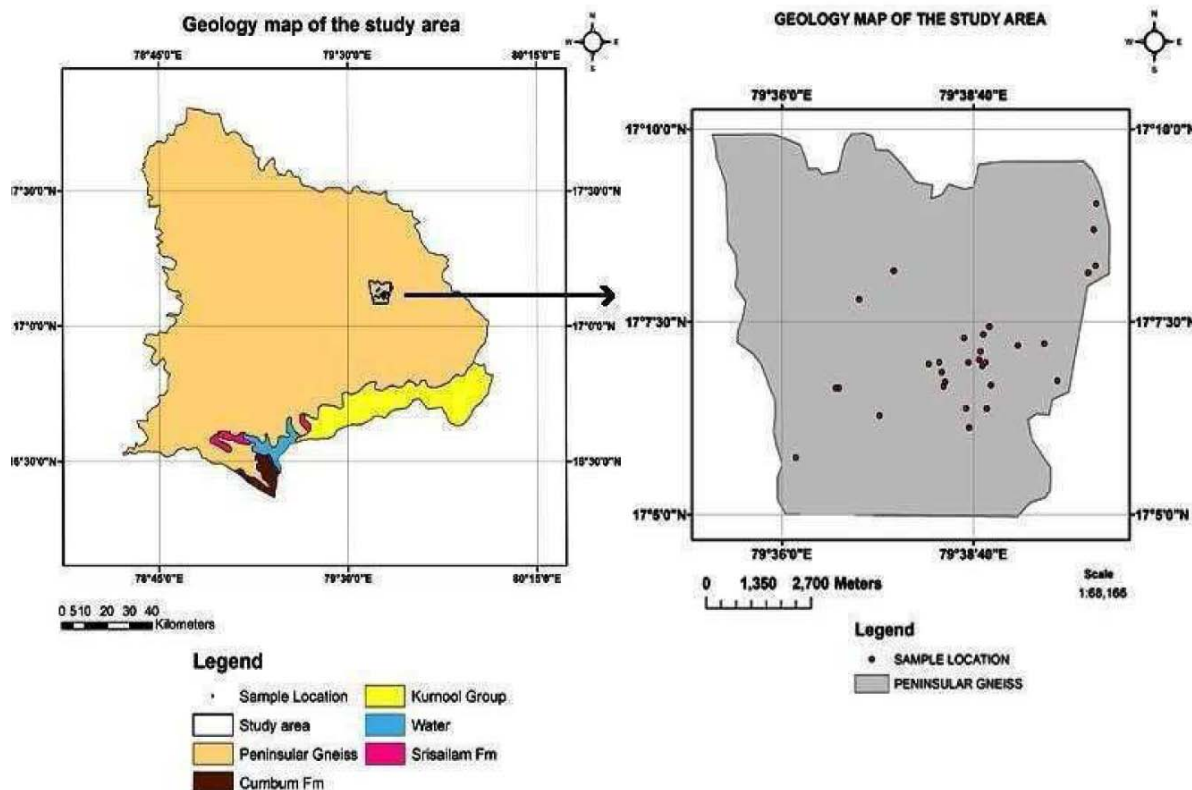 Geology map of the study area
N
W E
S
78°45'0"E 79°30'0"E 80°15'0"E
17°30'0"N 17°30'0"N
17°0'0"N 17°0'0"N
16°30'0"N 16°30'0"N
78°45'0"E 79°30'0"E 80°15'0"E
0 5 10 20 30 40
Kilometers
Legend
Sample Location
Study area
Peninsular Gneiss
Cumbum Fm
Kurnool Group
Water
Srisailam Fm
GEOLOGY MAP OF THE STUDY AREA
N
W E
S
79°36'0"E 79°38'40"E
17°10'0"N 17°10'0"N
17°7'30"N 17°7'30"N
17°5'0"N 17°5'0"N
79°36'0"E 79°38'40"E
0 1,350 2,700 Meters
Scale
1:68,166
Legend
SAMPLE LOCATION
PENINSULAR GNEISS